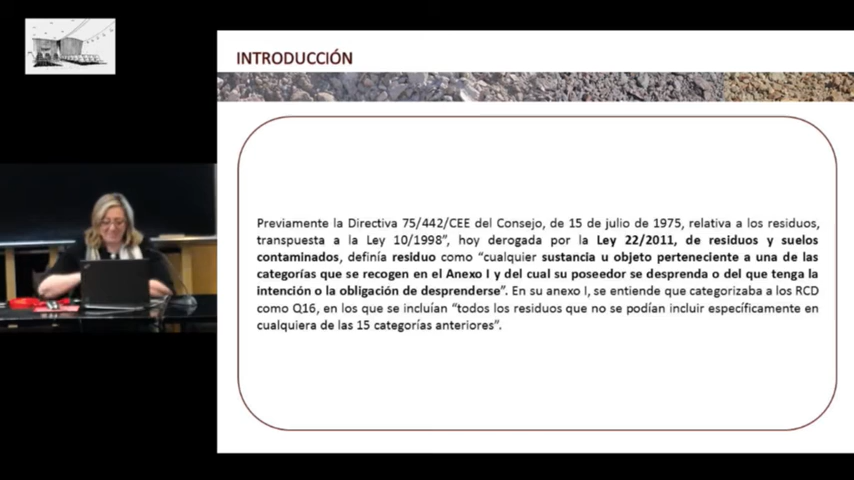 INTRODUCCIÓN
Previamente la Directiva 75/442/CEE del Consejo, de 15 de julio de 1975, relativa a los residuos,
transpuesta a la Ley 10/1998”, hoy derogada por la Ley 22/2011, de residuos y suelos
contaminados, definía residuo como “cualquier sustancia u objeto perteneciente a una de las
categorías que se recogen en el Anexo I y del cual su poseedor se desprenda o del que tenga la
intención o la obligación de desprenderse”. En su anexo I, se entiende que categorizaba a los RCD
como Q16, en los que se incluían “todos los residuos que no se podían incluir específicamente en
cualquiera de las 15 categorías anteriores”.